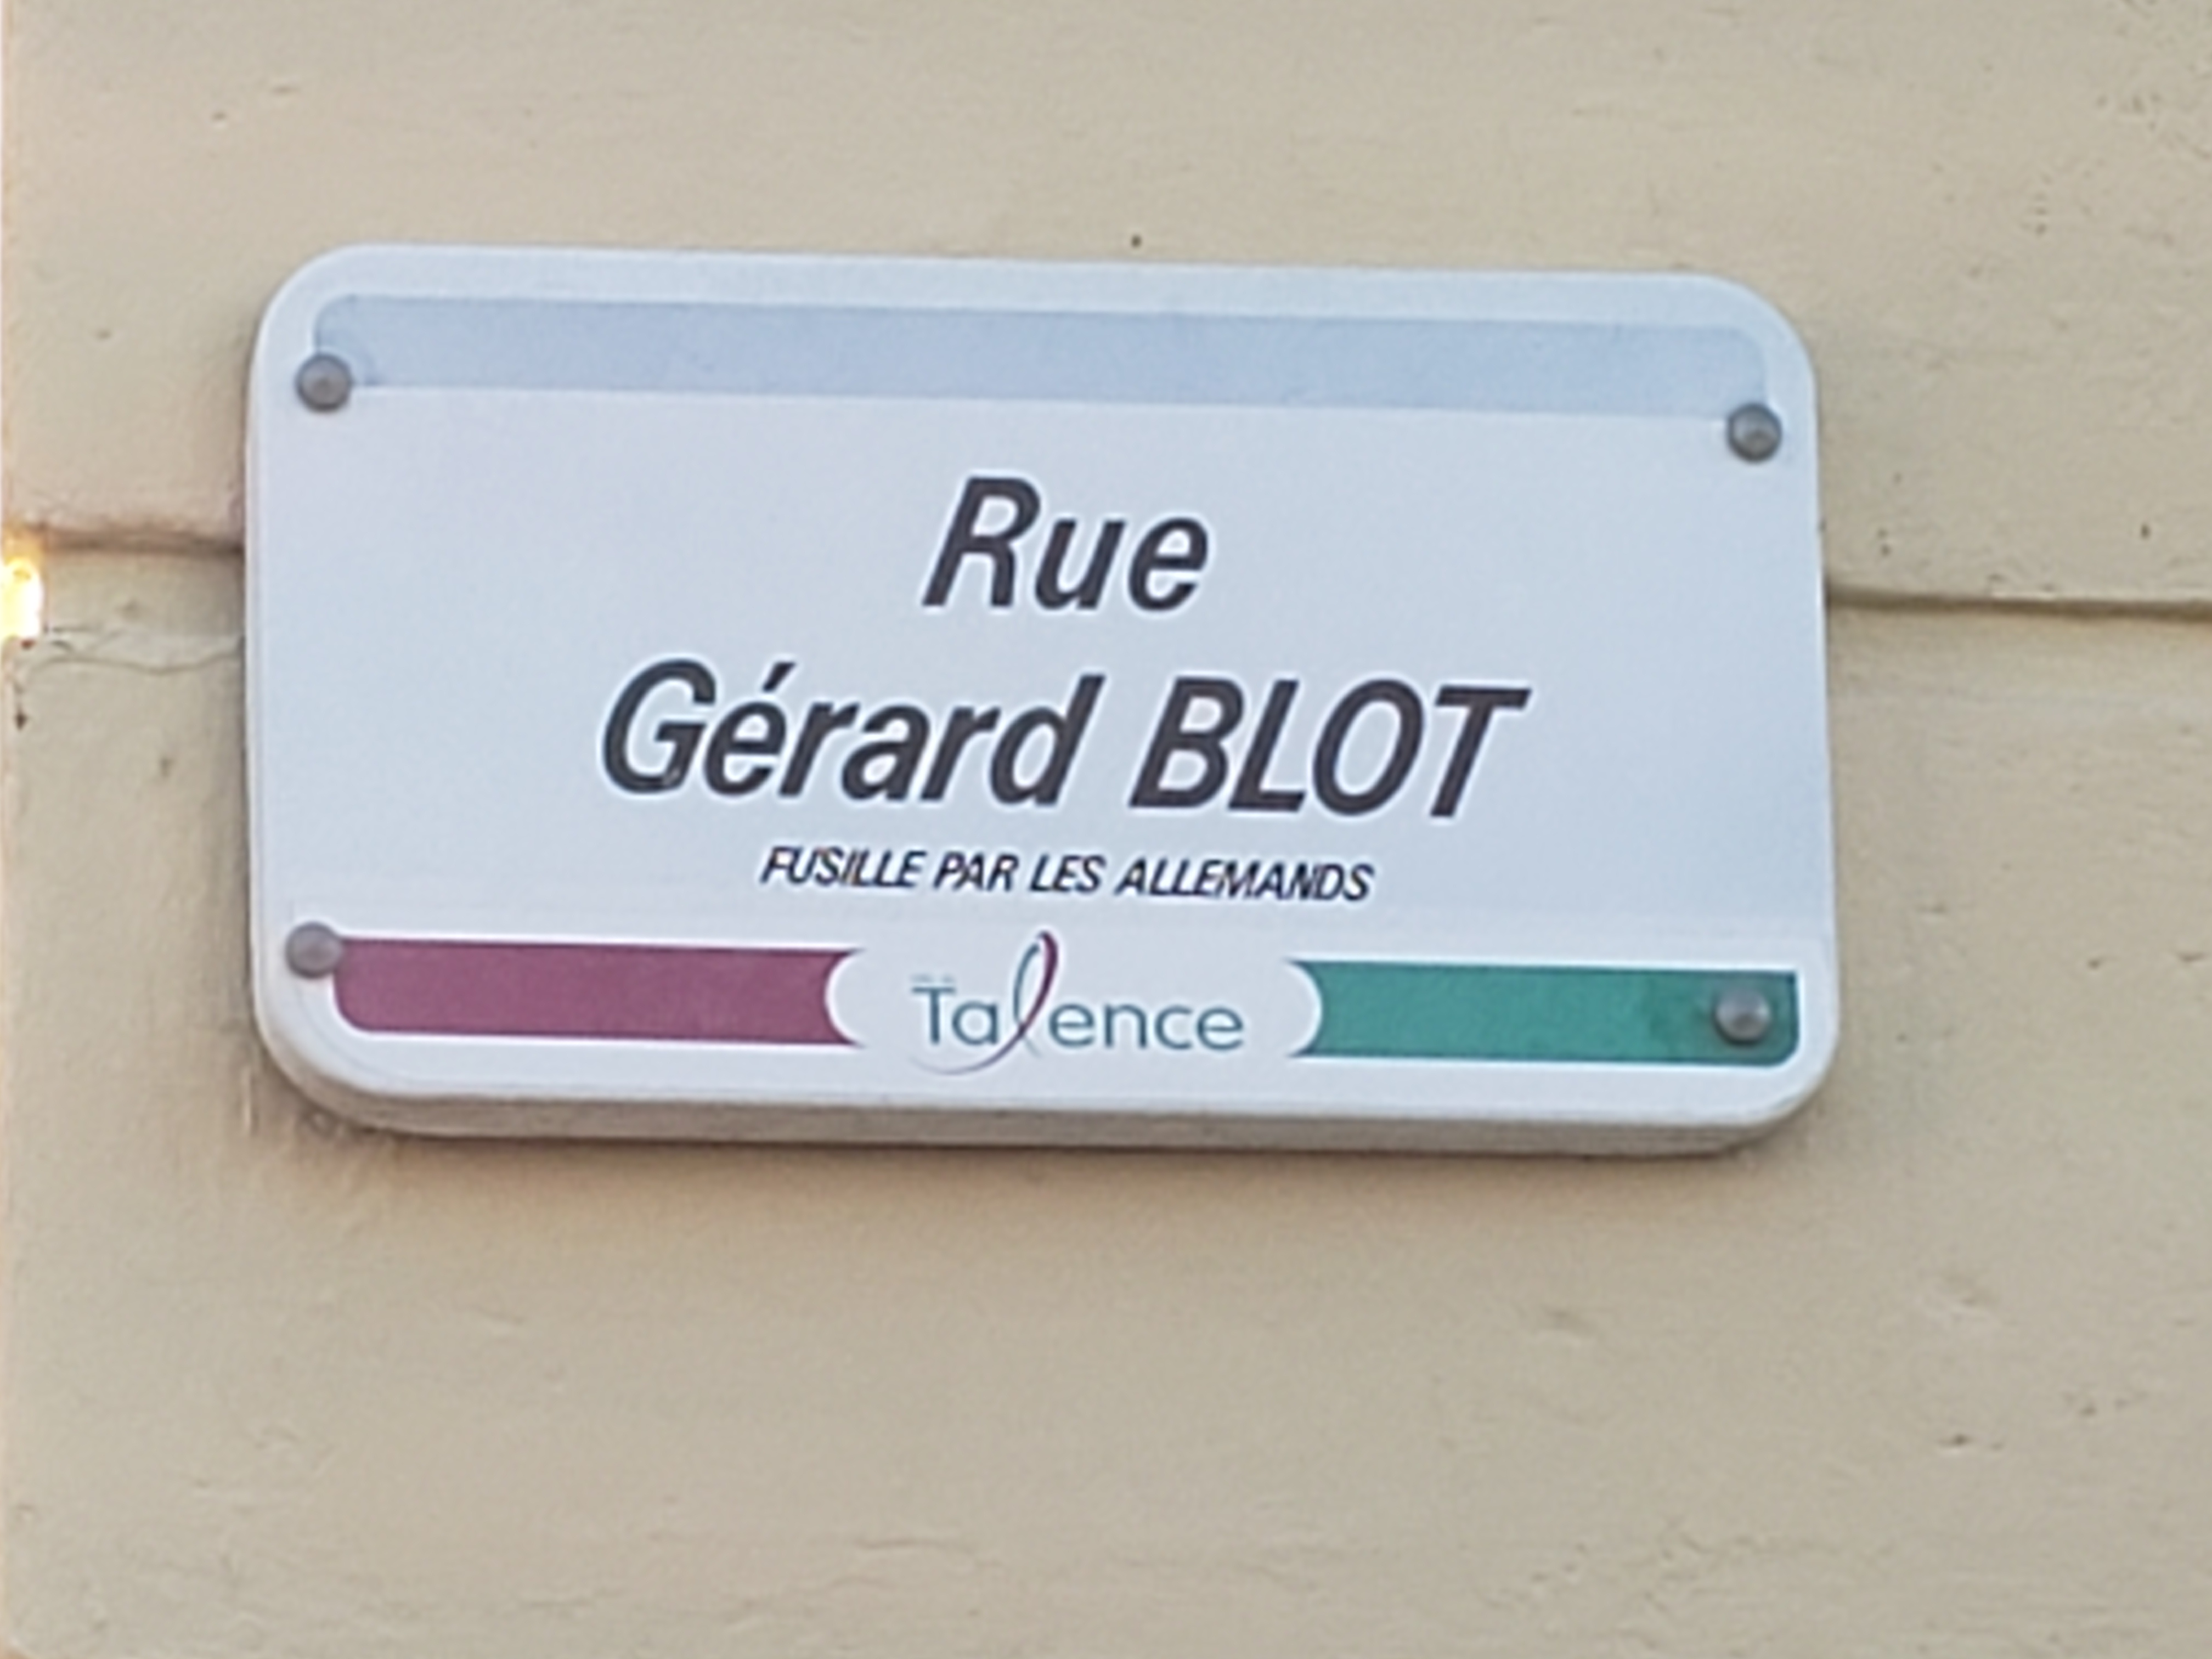 Rue
Gérard BLOT
FUSILLE PAR LES ALLEMANDS
Talence